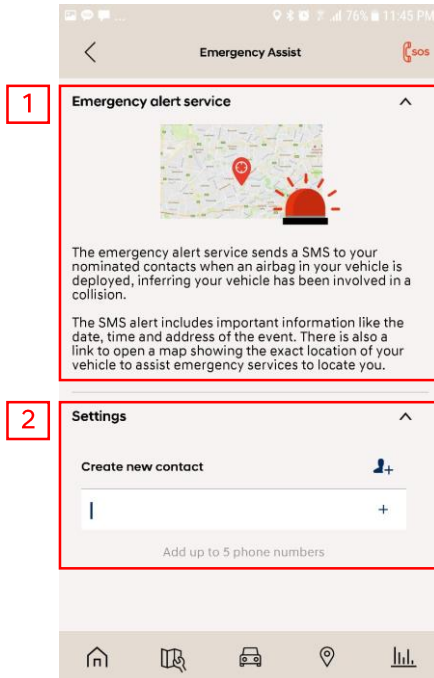 76% 11:45 PM
Emergency Assist
SOS
1
Emergency alert service
The emergency alert service sends a SMS to your
nominated contacts when an airbag in your vehicle is
deployed, inferring your vehicle has been involved in a
collision.
The SMS alert includes important information like the
date, time and address of the event. There is also a
link to open a map showing the exact location of your
vehicle to assist emergency services to locate you.
2
Settings
Create new contact
+
Add up to 5 phone numbers